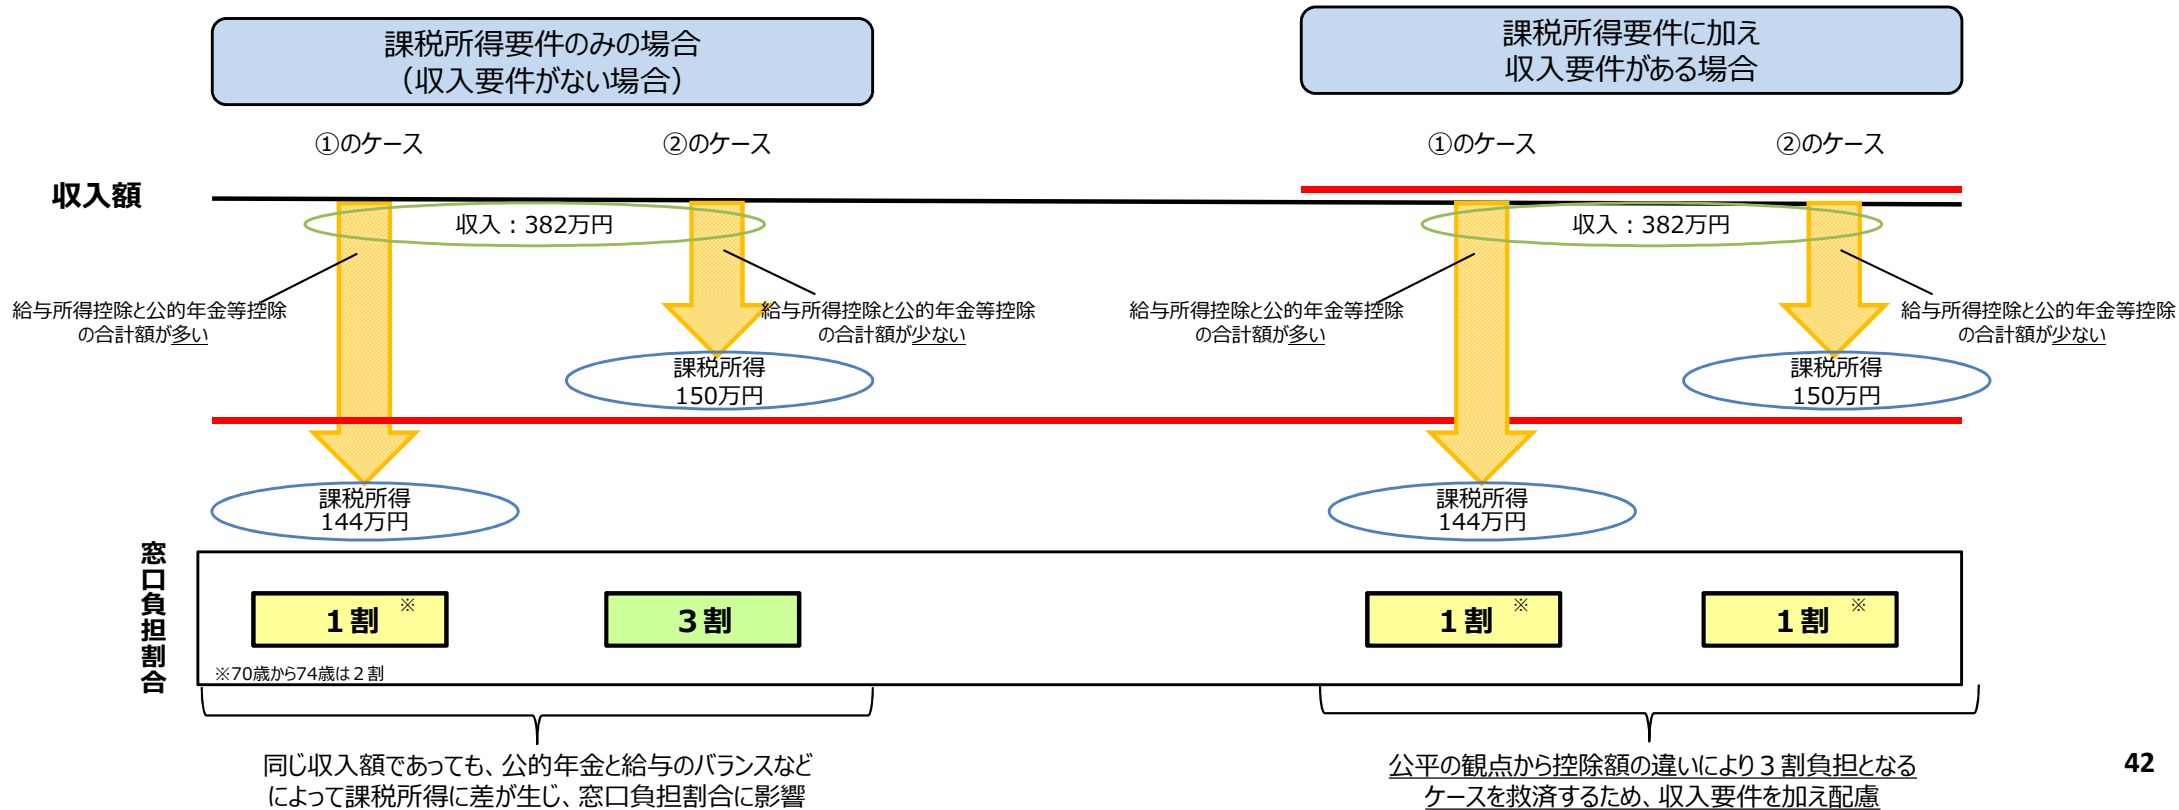 課税所得要件のみの場合
（収入要件がない場合）
課税所得要件に加え
収入要件がある場合
①のケース
②のケース
①のケース
②のケース
収入額
収入：382万円
収入：382万円
給与所得控除と公的年金等控除
の合計額が多い
給与所得控除と公的年金等控除
の合計額が少ない
給与所得控除と公的年金等控除
の合計額が多い
給与所得控除と公的年金等控除
の合計額が少ない
課税所得
150万円
課税所得
150万円
課税所得
144万円
課税所得
144万円
窓口負担割合
１割 ※
３割
１割 ※
１割 ※
※70歳から74歳は２割
同じ収入額であっても、公的年金と給与のバランスなど
によって課税所得に差が生じ、窓口負担割合に影響
公平の観点から控除額の違いにより３割負担となる
ケースを救済するため、収入要件を加え配慮
42